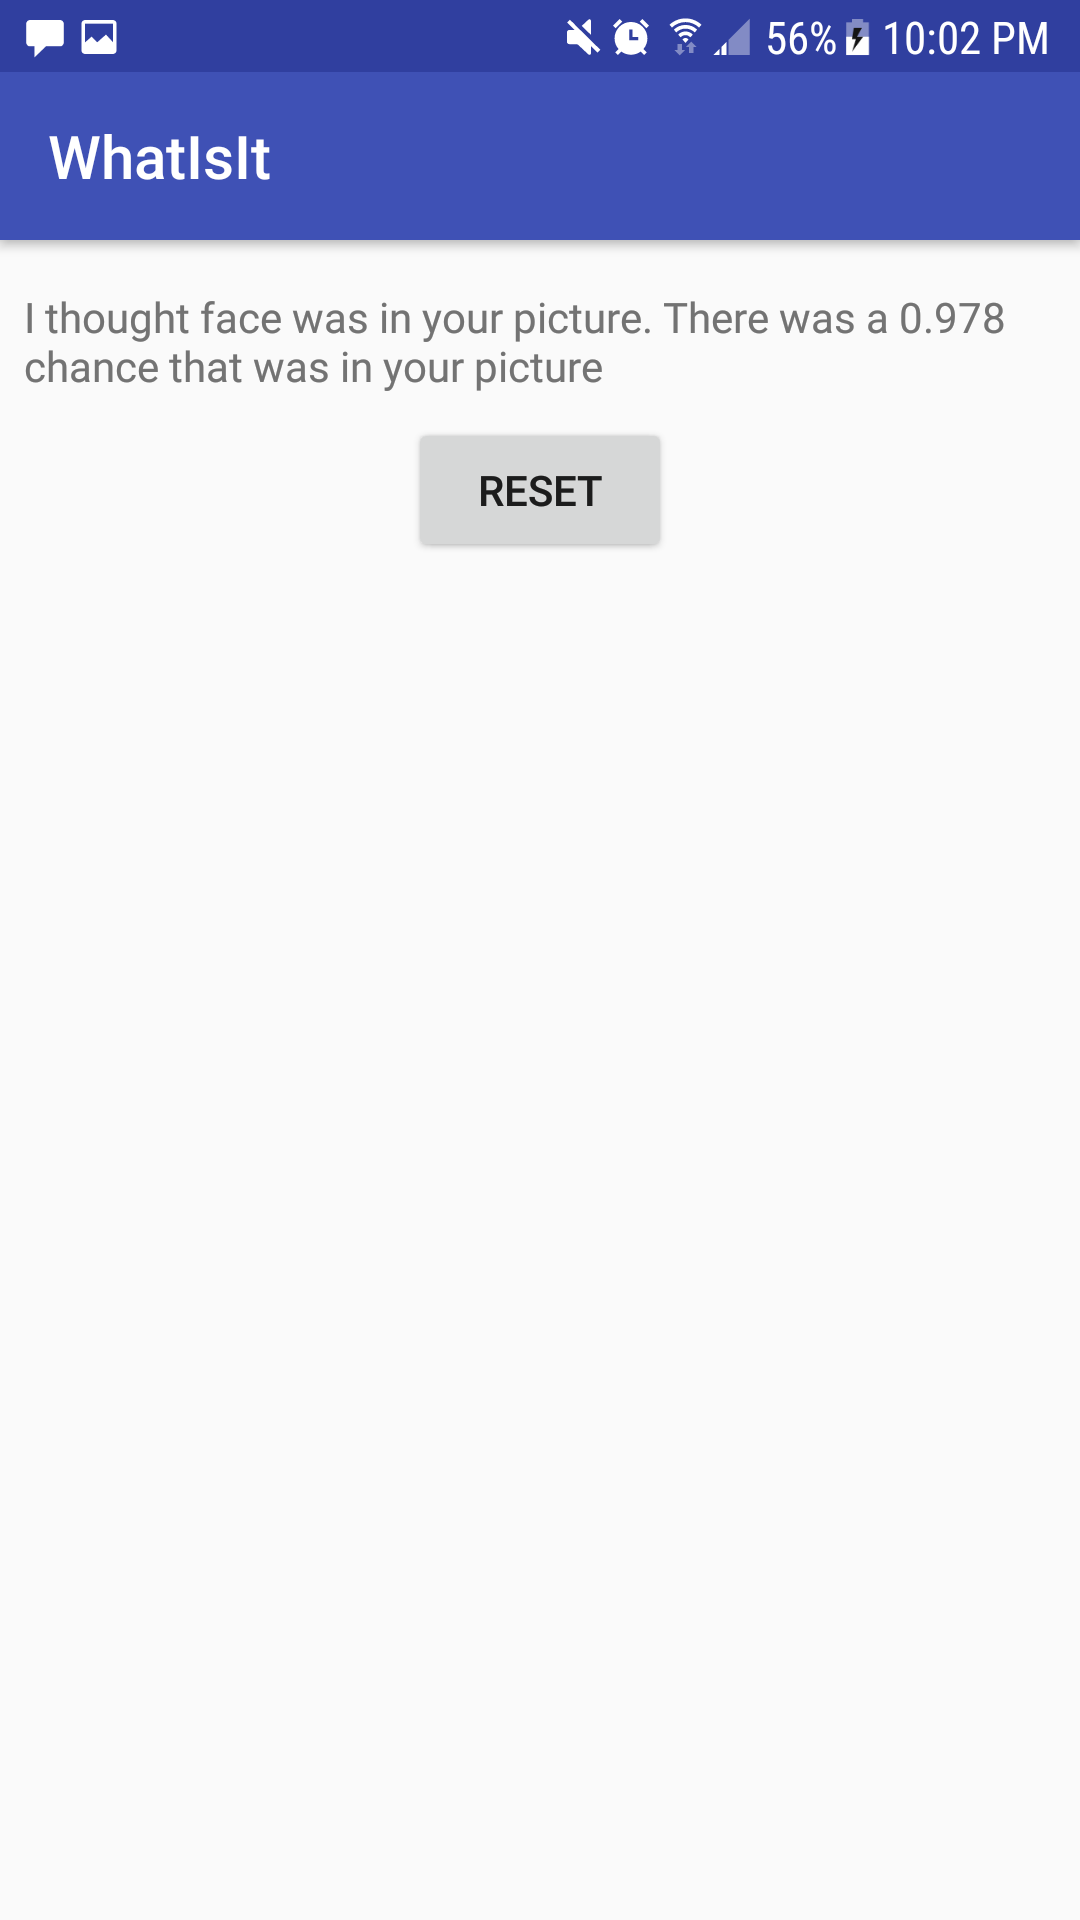 56% 10:02 PM
WhatIsIt
I thought face was in your picture. There was a 0.978
chance that was in your picture
RESET